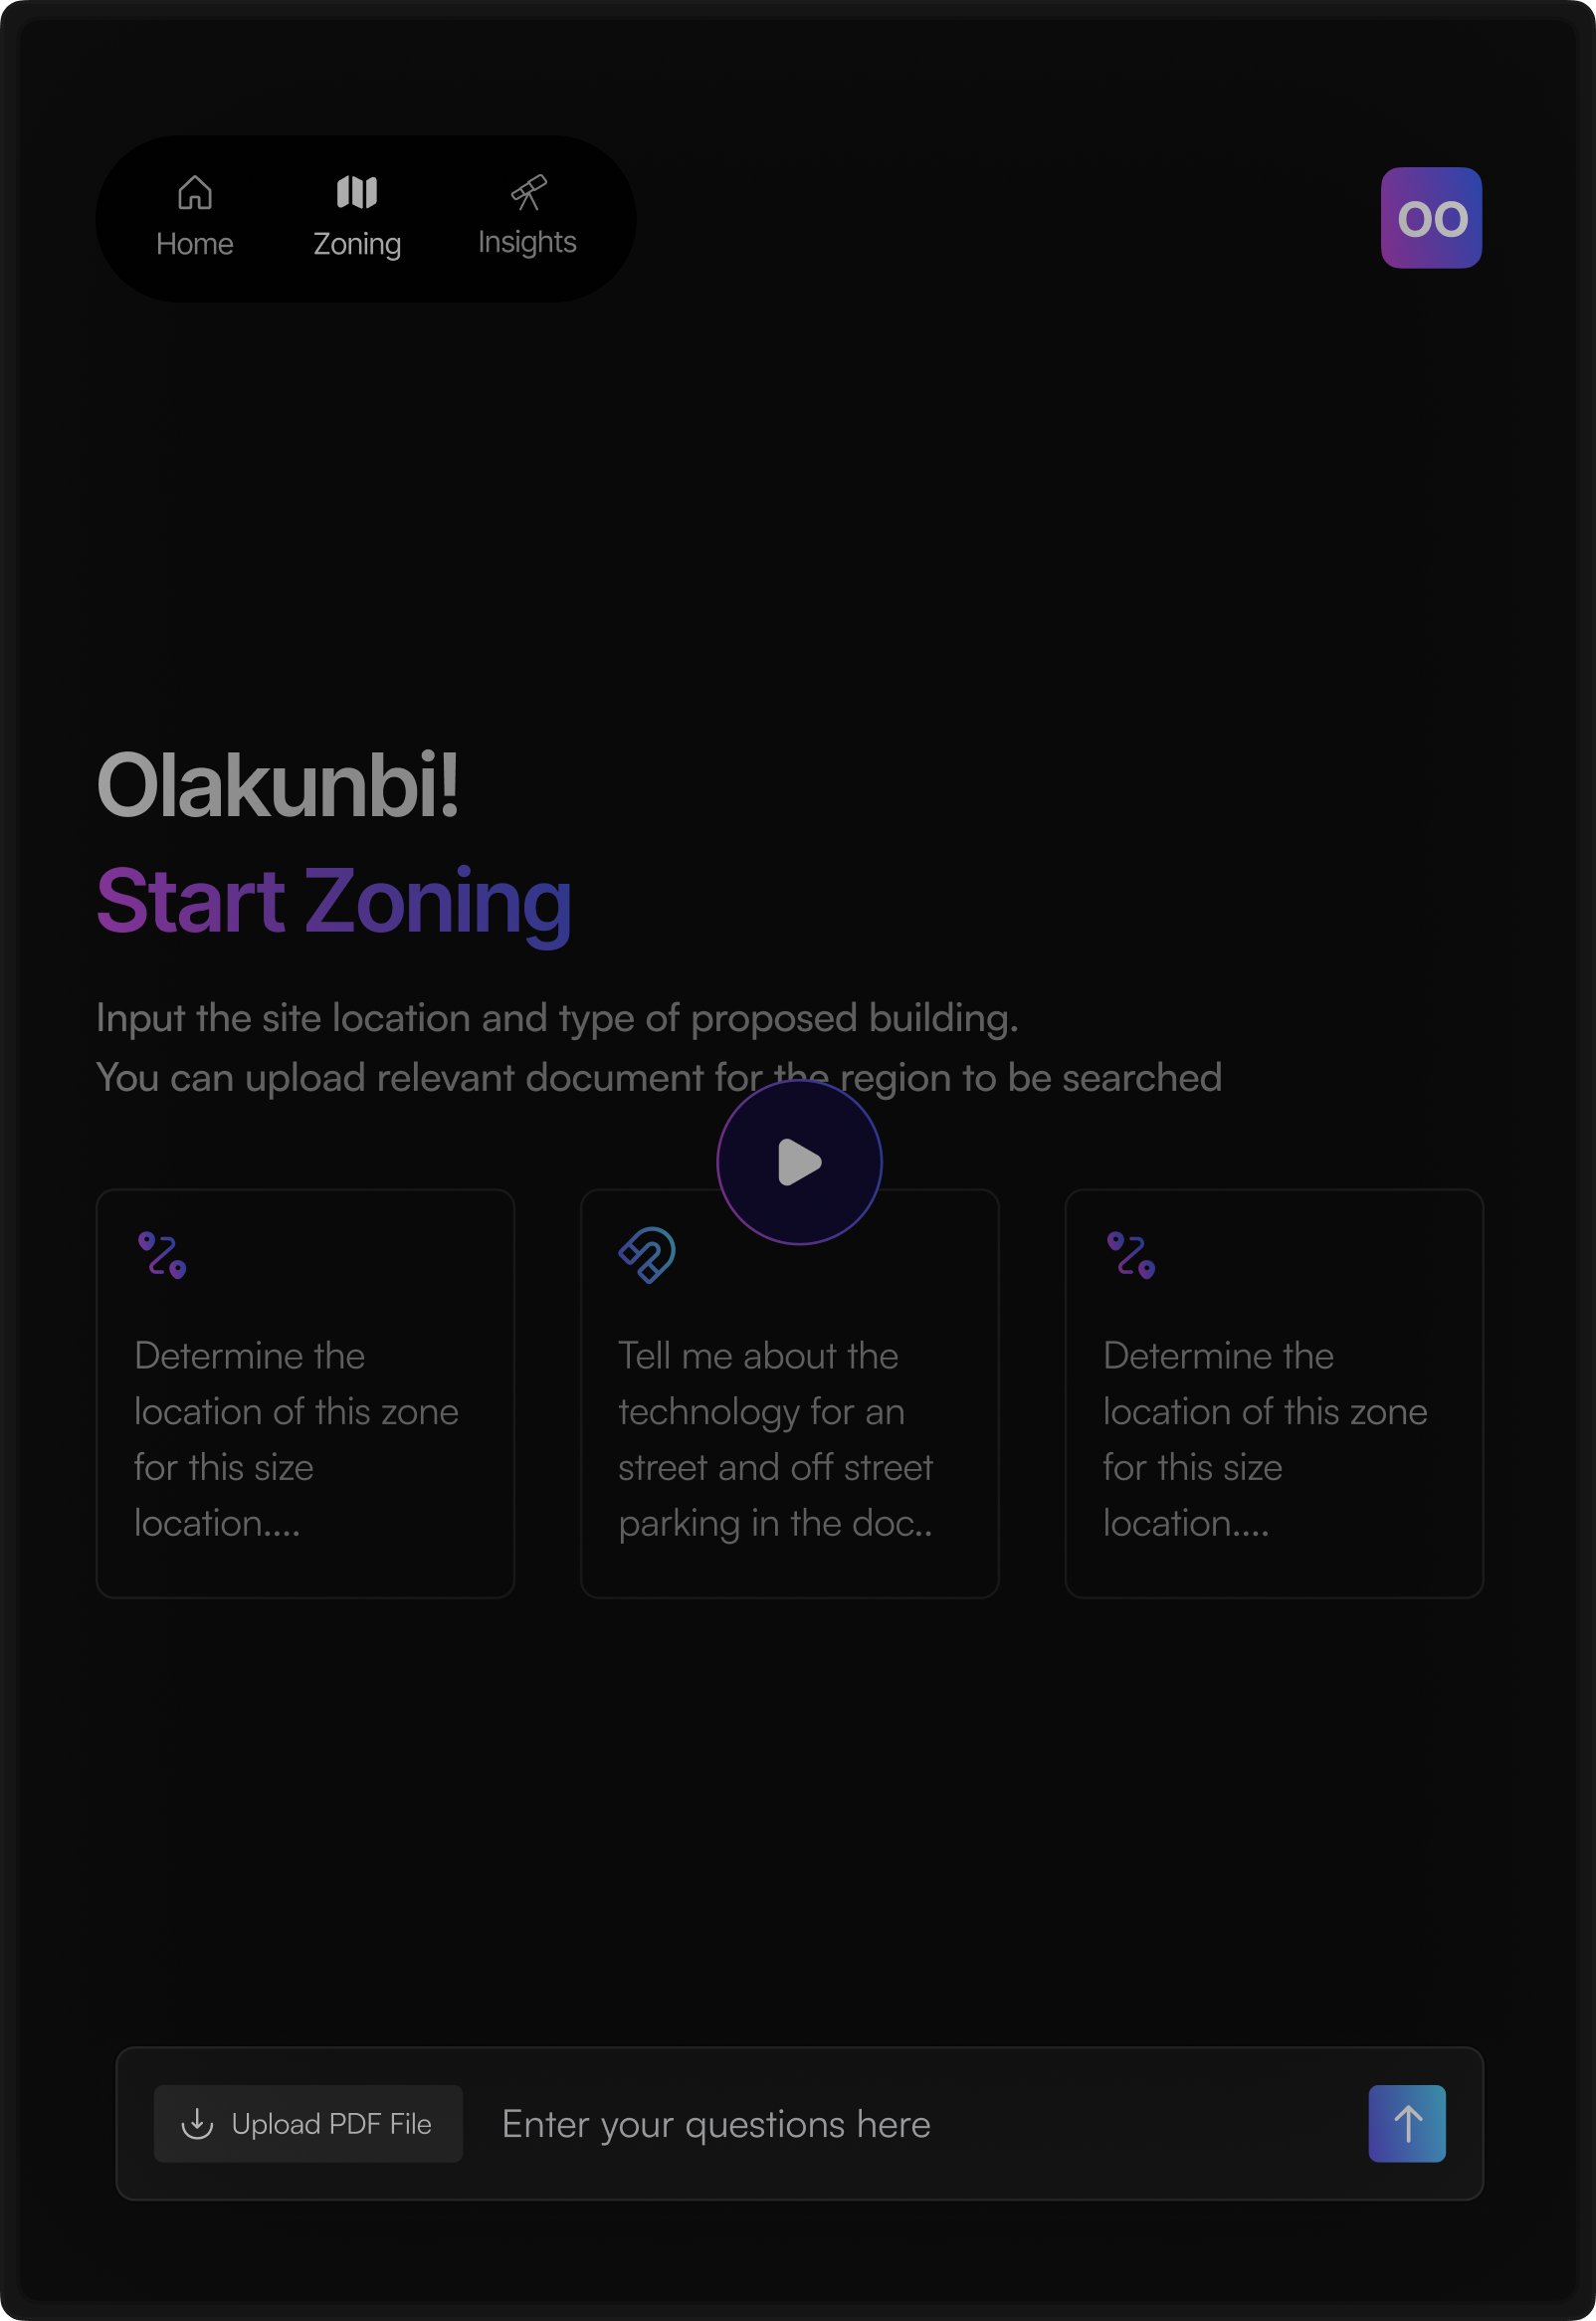 Home Zoning Insights
OO
Olakunbi!
Start Zoning
Input the site location and type of proposed building.
You can upload relevant document for the region to be searched
Determine the
location of this zone
for this size
location....
Tell me about the
technology for an
street and off street
parking in the doc..
Determine the
location of this zone
for this size
location....
Upload PDF File Enter your questions here